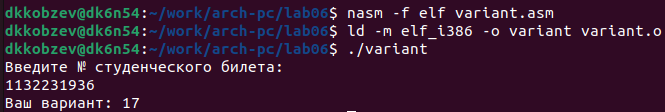 dkkobzev@dk6n54:~/work/arch-pc/lab06$ nasm -f elf variant.asm
dkkobzev@dk6n54:~/work/arch-pc/lab06$ ld -m elf_i386 -o variant variant.o
dkkobzev@dk6n54:~/work/arch-pc/lab06$ ./variant
Введите № студенческого билета:
1132231936
Ваш вариант: 17